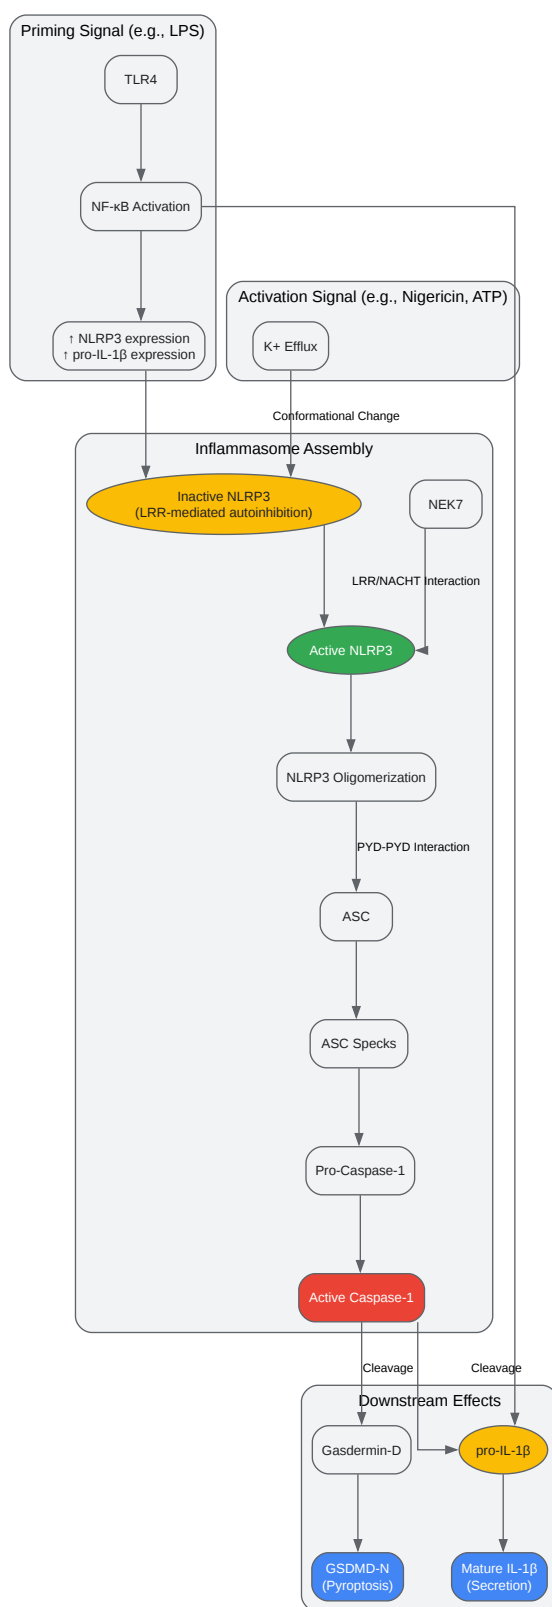 Priming Signal (e.g., LPS)
TLR4
NF-κB Activation
↑ NLRP3 expression
↑ pro-IL-1β expression
Activation Signal (e.g., Nigericin, ATP)
K+ Efflux
Conformational Change
Inflammasome Assembly
Inactive NLRP3
(LRR-mediated autoinhibition)
NEK7
LRR/NACHT Interaction
Active NLRP3
NLRP3 Oligomerization
PYD-PYD Interaction
ASC
ASC Specks
Pro-Caspase-1
Active Caspase-1
Cleavage
Cleavage
Downstream Effects
Gasdermin-D
pro-IL-1β
GSDMD-N
(Pyroptosis)
Mature IL-1β
(Secretion)